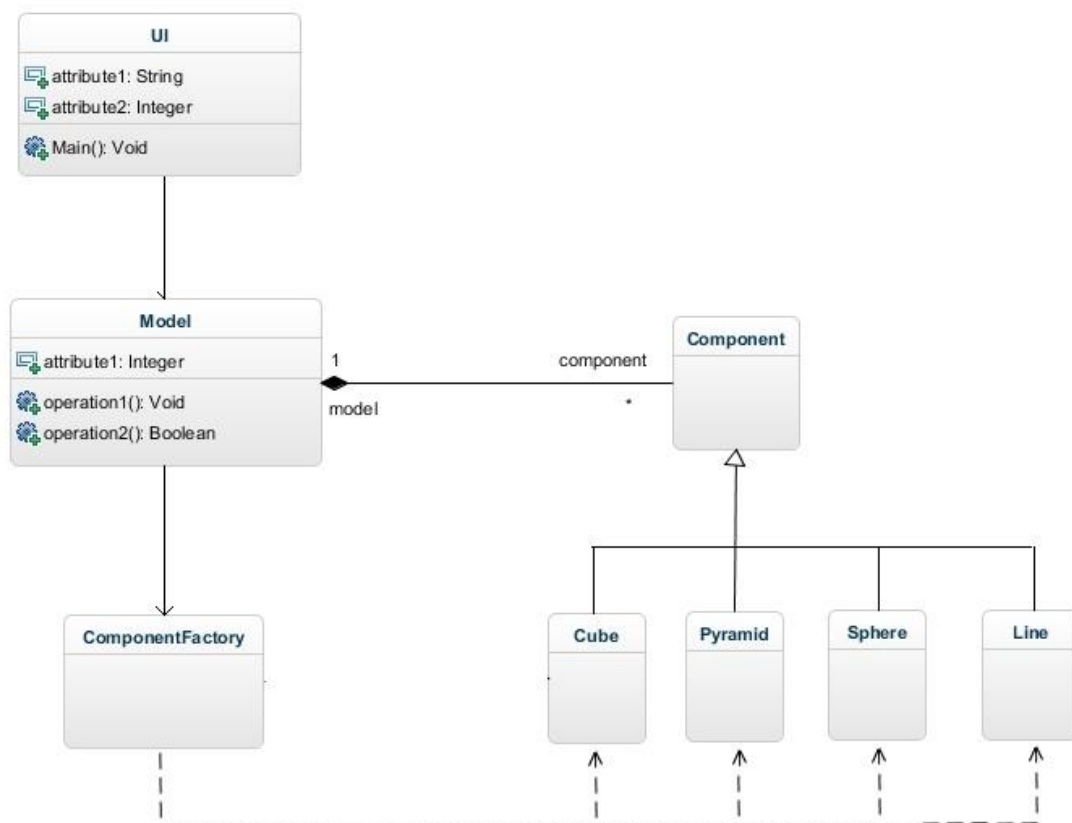 UI
attribute1: String
attribute2: Integer
Main(): Void
Model
attribute1: Integer
operation1(): Void
operation2(): Boolean
1
model
component
*
Component
ComponentFactory
Cube
Pyramid
Sphere
Line